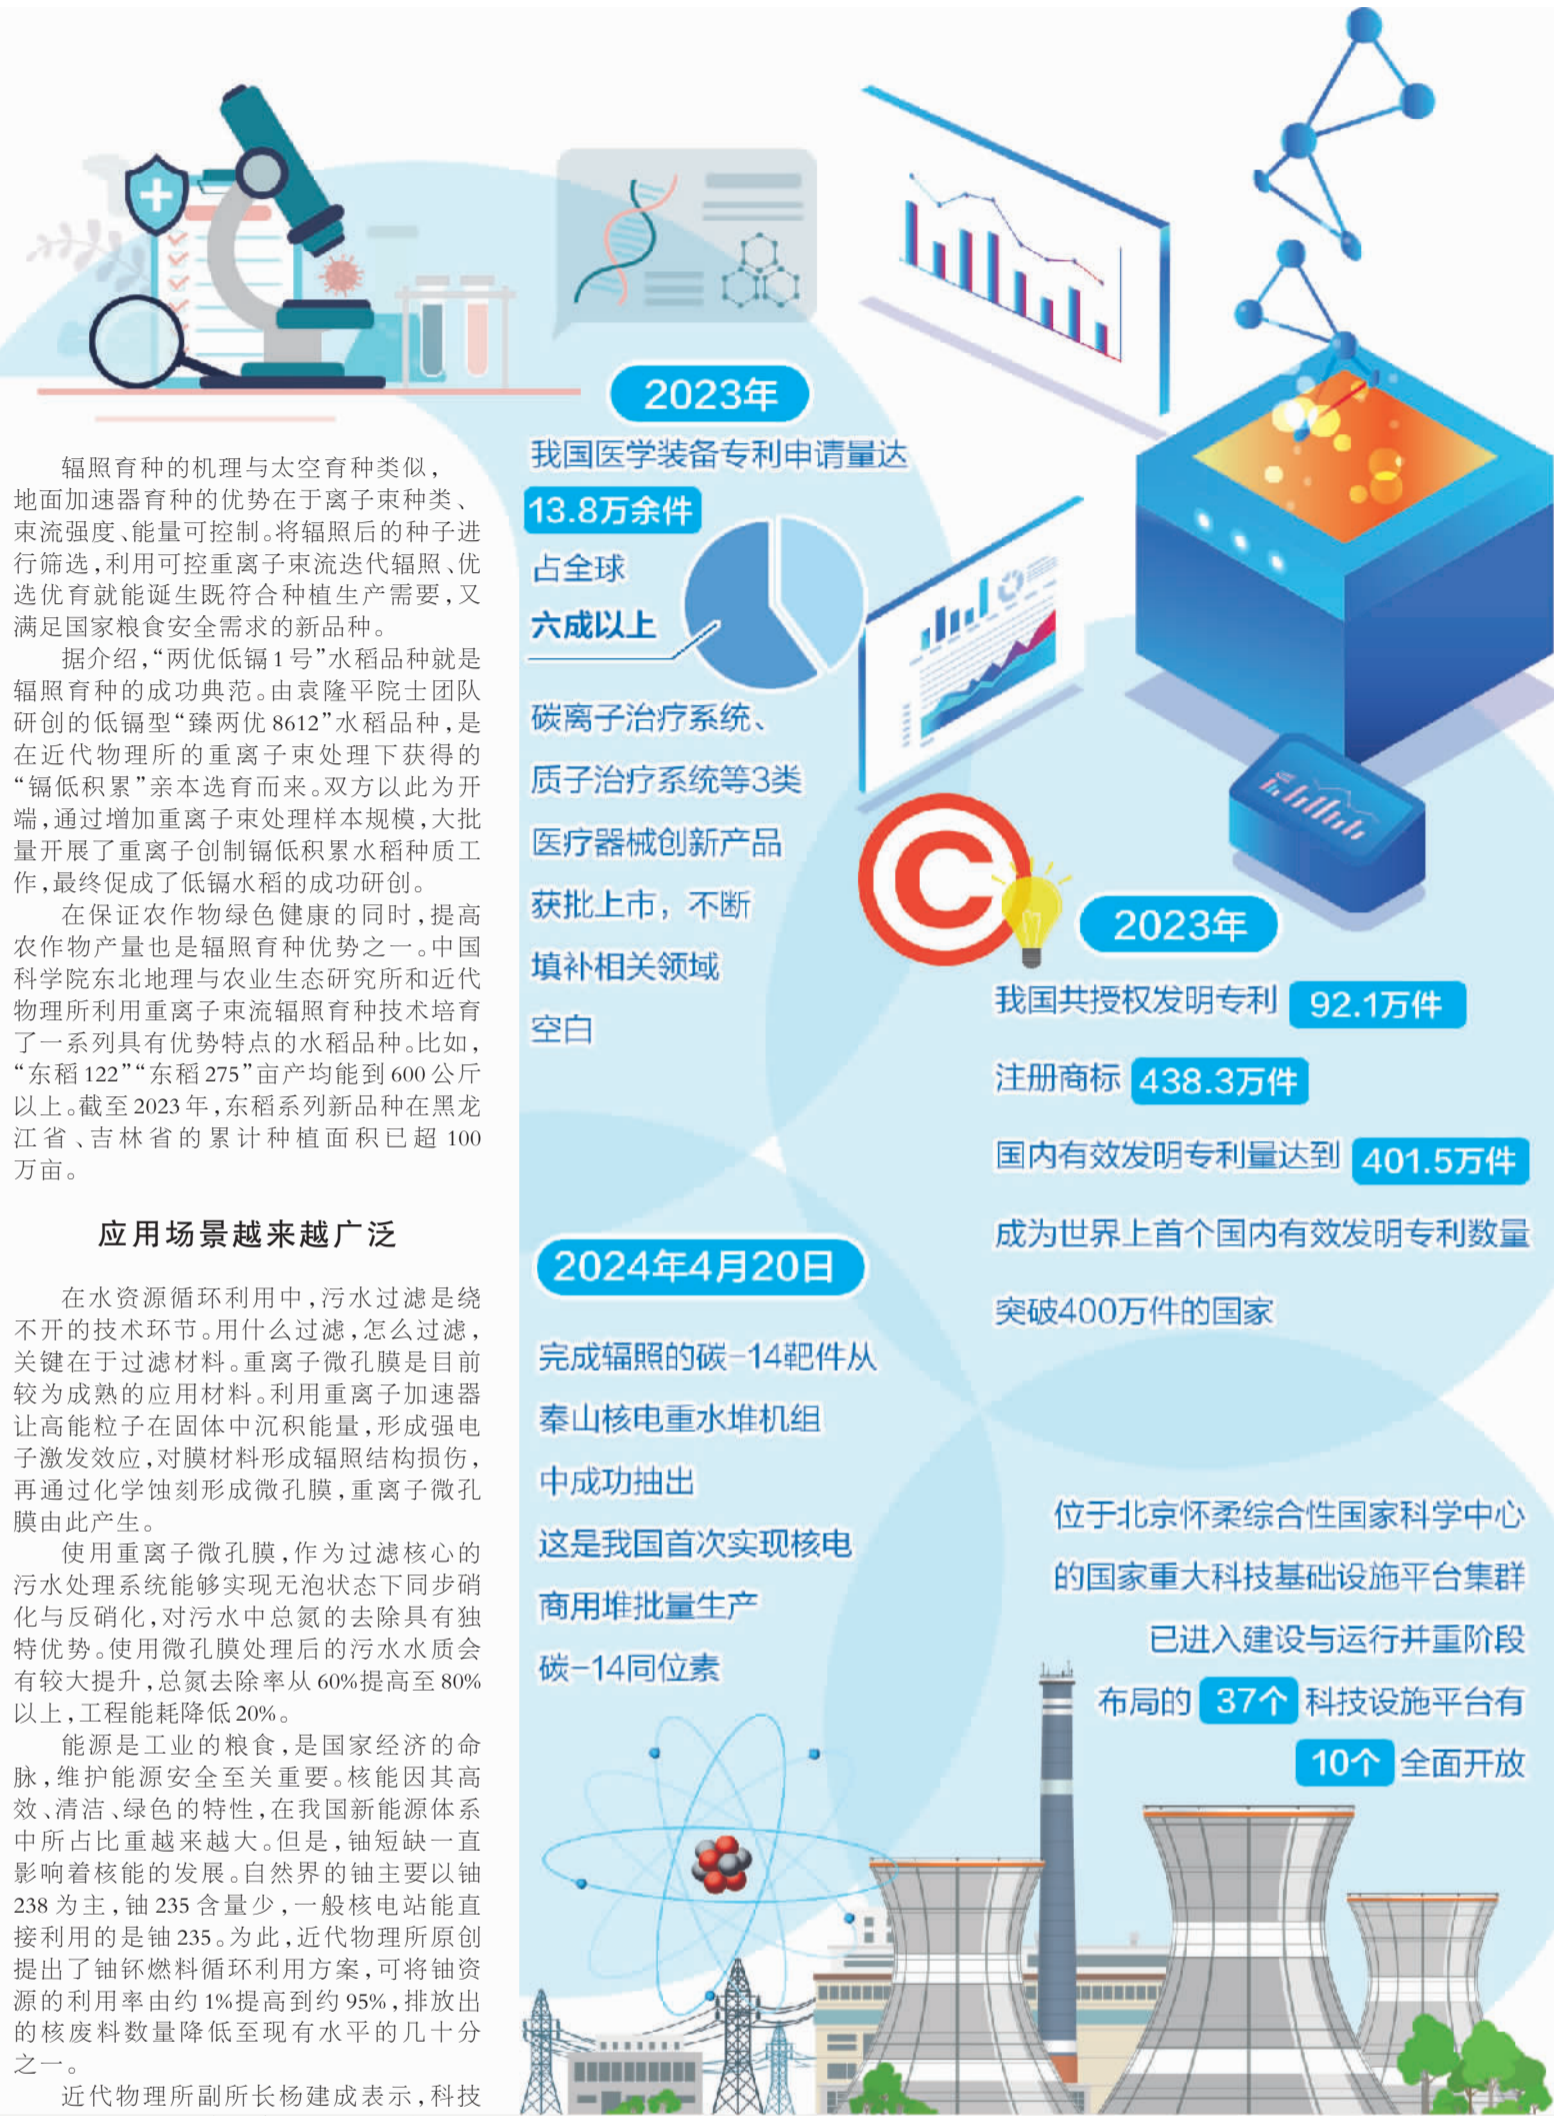 辐照育种的机理与太空育种类似，
地面加速器育种的优势在于离子束种类、
束流强度、能量可控制。将辐照后的种子进
行筛选，利用可控重离子束流迭代辐照、优
选优育就能诞生既符合种植生产需要，又
满足国家粮食安全需求的新品种。
据介绍，“两优低镉1号”水稻品种就是
辐照育种的成功典范。由袁隆平院士团队
研创的低镉型“臻两优8612”水稻品种，是
在近代物理所的重离子束处理下获得的
“镉低积累”亲本选育而来。双方以此为开
端，通过增加重离子束处理样本规模，大批
量开展了重离子创制镉低积累水稻种质工
作，最终促成了低镉水稻的成功研创。
在保证农作物绿色健康的同时，提高
农作物产量也是辐照育种优势之一。中国
科学院东北地理与农业生态研究所和近代
物理所利用重离子束流辐照育种技术培育
了一系列具有优势特点的水稻品种。比如，
“东稻122”“东稻275”亩产均能到600公斤
以上。截至2023年，东稻系列新品种在黑龙
江省、吉林省的累计种植面积已超100
万亩。
应用场景越来越广泛
在水资源循环利用中，污水过滤是绕
不开的技术环节。用什么过滤，怎么过滤，
关键在于过滤材料。重离子微孔膜是目前
较为成熟的应用材料。利用重离子加速器
让高能粒子在固体中沉积能量，形成强电
子激发效应，对膜材料形成辐照结构损伤，
再通过化学蚀刻形成微孔膜，重离子微孔
膜由此产生。
使用重离子微孔膜，作为过滤核心的
污水处理系统能够实现无泡状态下同步硝
化与反硝化，对污水中总氮的去除具有独
特优势。使用微孔膜处理后的污水水质会
有较大提升，总氮去除率从60%提高至80%
以上，工程能耗降低20%。
能源是工业的粮食，是国家经济的命
脉，维护能源安全至关重要。核能因其高
效、清洁、绿色的特性，在我国新能源体系
中所占比重越来越大。但是，铀短缺一直
影响着核能的发展。自然界的铀主要以铀
238为主，铀235含量少，一般核电站能直
接利用的是铀235。为此，近代物理所原创
提出了铀钚燃料循环利用方案，可将铀资
源的利用率由约1%提高到约95%，排放出
的核废料数量降低至现有水平的几十分
之一。
近代物理所副所长杨建成表示，科技
2023年
我国医学装备专利申请量达
13.8万余件
占全球
六成以上
碳离子治疗系统、
质子治疗系统等3类
医疗器械创新产品
获批上市，不断
填补相关领域
空白
C
2023年
我国共授权发明专利 92.1万件
注册商标 438.3万件
国内有效发明专利量达到 401.5万件
成为世界上首个国内有效发明专利数量
突破400万件的国家
2024年4月20日
完成辐照的碳-14靶件从
秦山核电重水堆机组
中成功抽出
这是我国首次实现核电
商用堆批量生产
碳-14同位素
位于北京怀柔综合性国家科学中心
的国家重大科技基础设施平台集群
已进入建设与运行并重阶段
布局的 37个 科技设施平台有
10个 全面开放